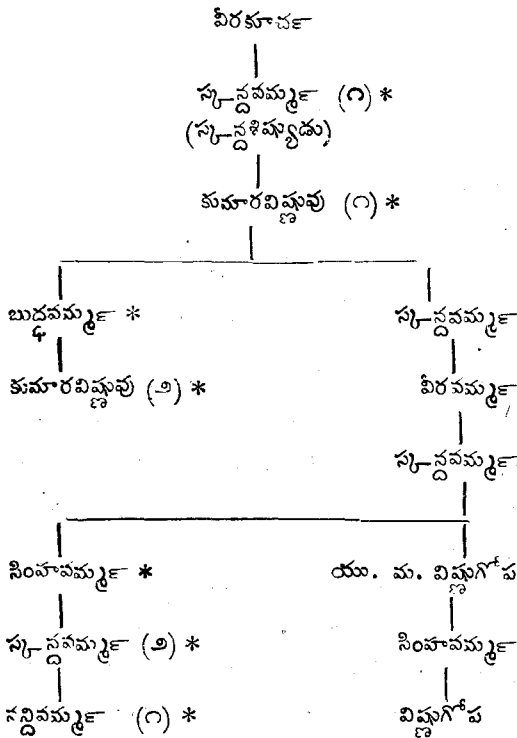 వీరకూర్చ
స్కన్దవర్మ (౧) *
(స్కన్దశిష్యుడు)
కుమారవిష్ణువు (౧) *
బుద్ధవర్మ * స్కన్దవర్మ
కుమారవిష్ణువు (౨) * వీరవర్మ
స్కన్దవర్మ
సింహవర్మ * యు. మ. విష్ణుగోప
స్కన్దవర్మ (౨) * సింహవర్మ
నన్దివర్మ (౧) * విష్ణుగోప